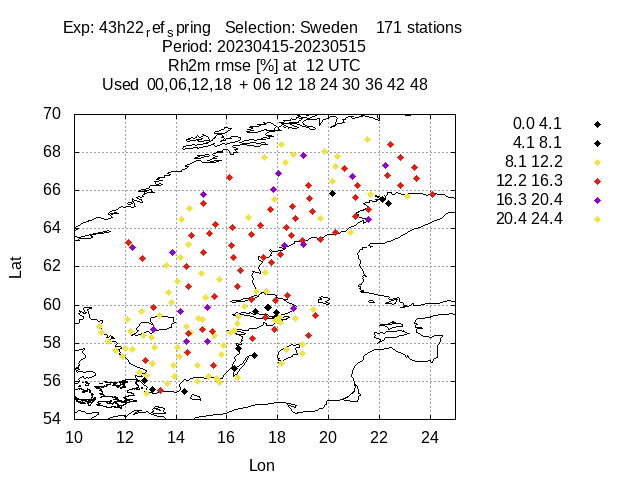 Exp: 43h22_ref_spring Selection: Sweden 171 stations
Period: 20230415-20230515
Rh2m rmse [%] at 12 UTC
Used 00,06,12,18 + 06 12 18 24 30 36 42 48
70
68
66
64
62
60
58
56
54
Lat
10 12 14 16 18 20 22 24
Lon
0.0 4.1
4.1 8.1
8.1 12.2
12.2 16.3
16.3 20.4
20.4 24.4